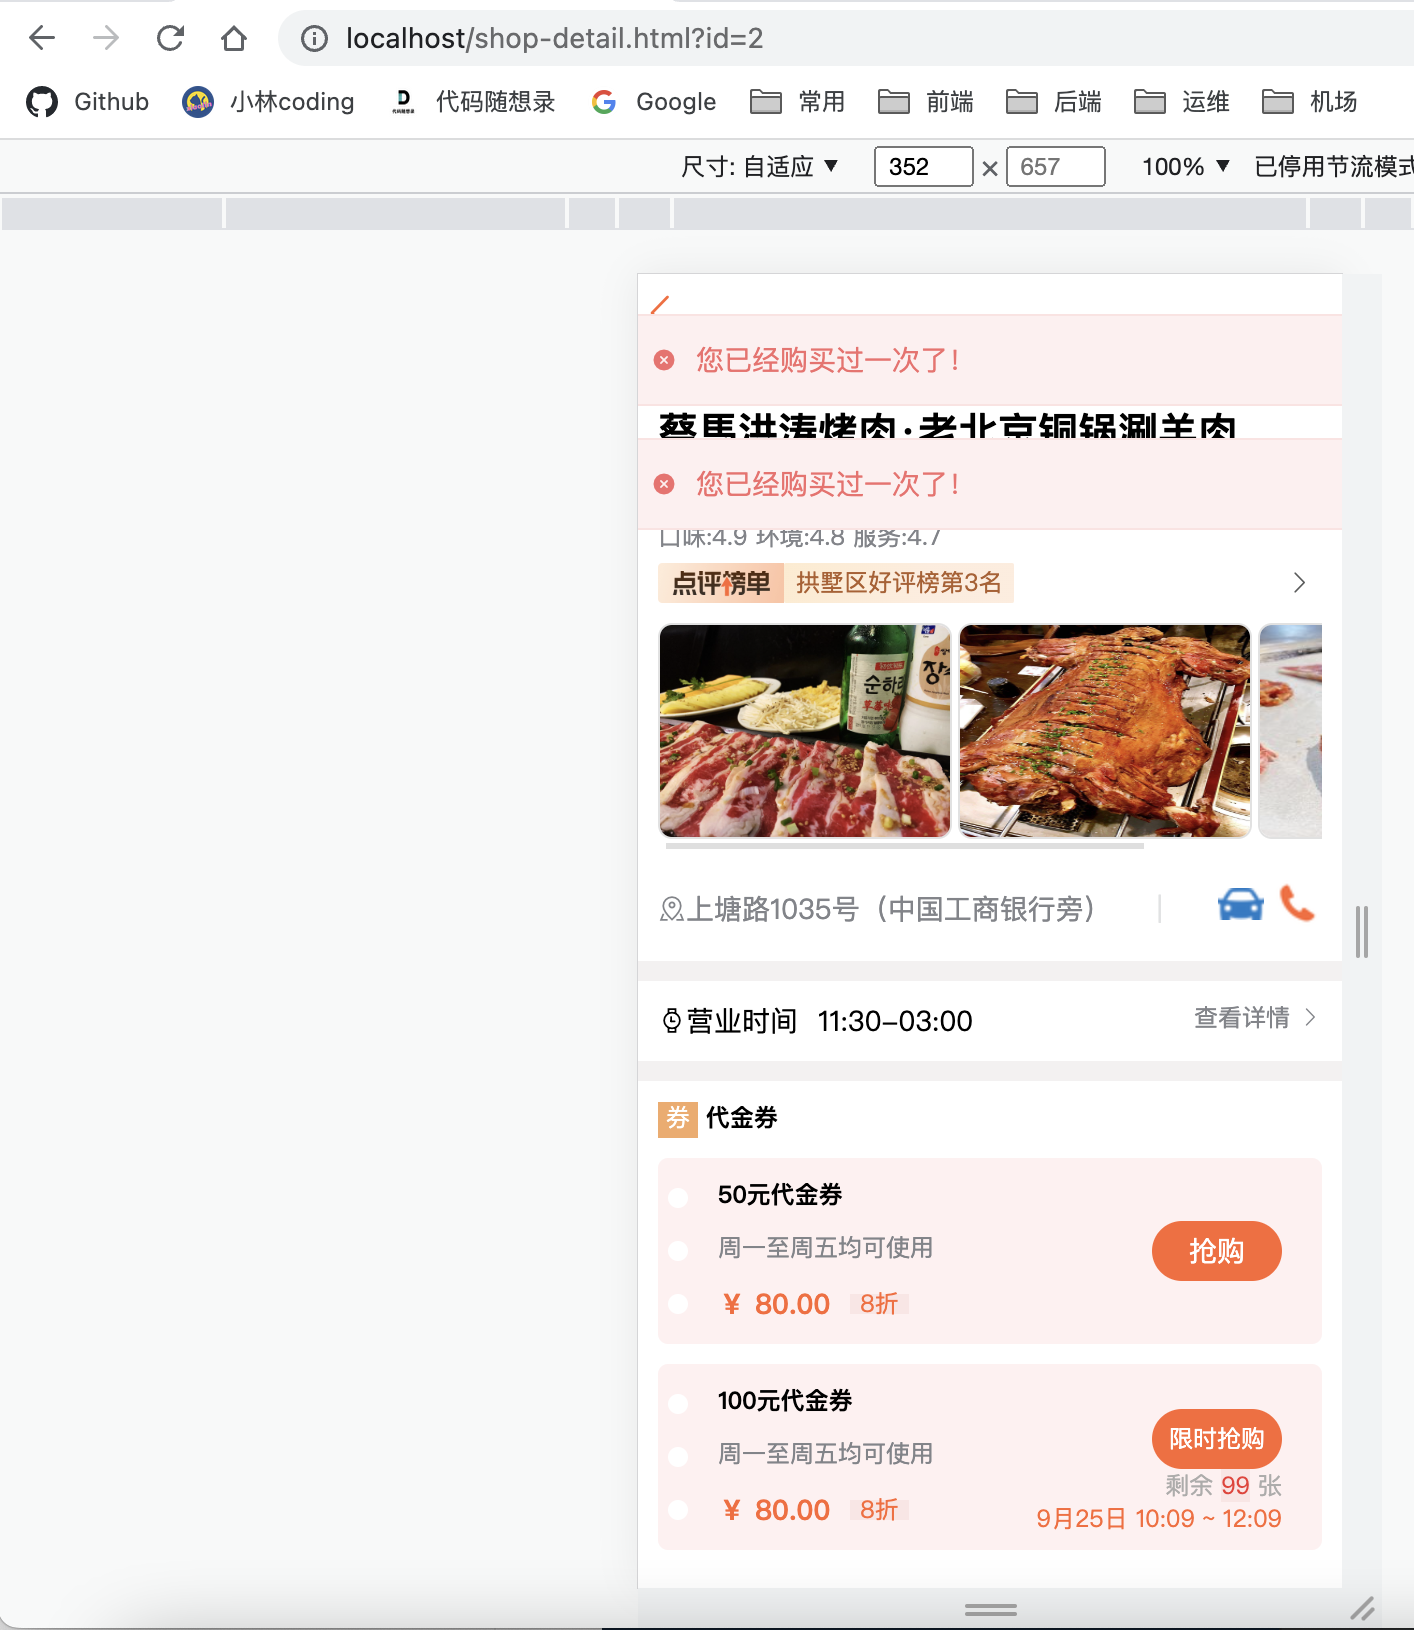 localhost/shop-detail.html?id=2
Github 小林coding 代码随想录 Google 常用 前端 后端 运维 机场
尺寸: 自适应 ▼ 352 × 657 100% ▼ 已停用节流模式
您已经购买过一次了！
蔡馬洪涛烤肉·老北京铜锅涮羊肉
您已经购买过一次了！
口味:4.9 环境:4.8 服务:4.7
点评榜单 拱墅区好评榜第3名
순하리
장수
上塘路1035号（中国工商银行旁）
营业时间 11:30–03:00 查看详情
券 代金券
50元代金券
周一至周五均可使用
抢购
¥ 80.00 8折
100元代金券
限时抢购
周一至周五均可使用
剩余 99 张
¥ 80.00 8折
9月25日 10:09 ~ 12:09